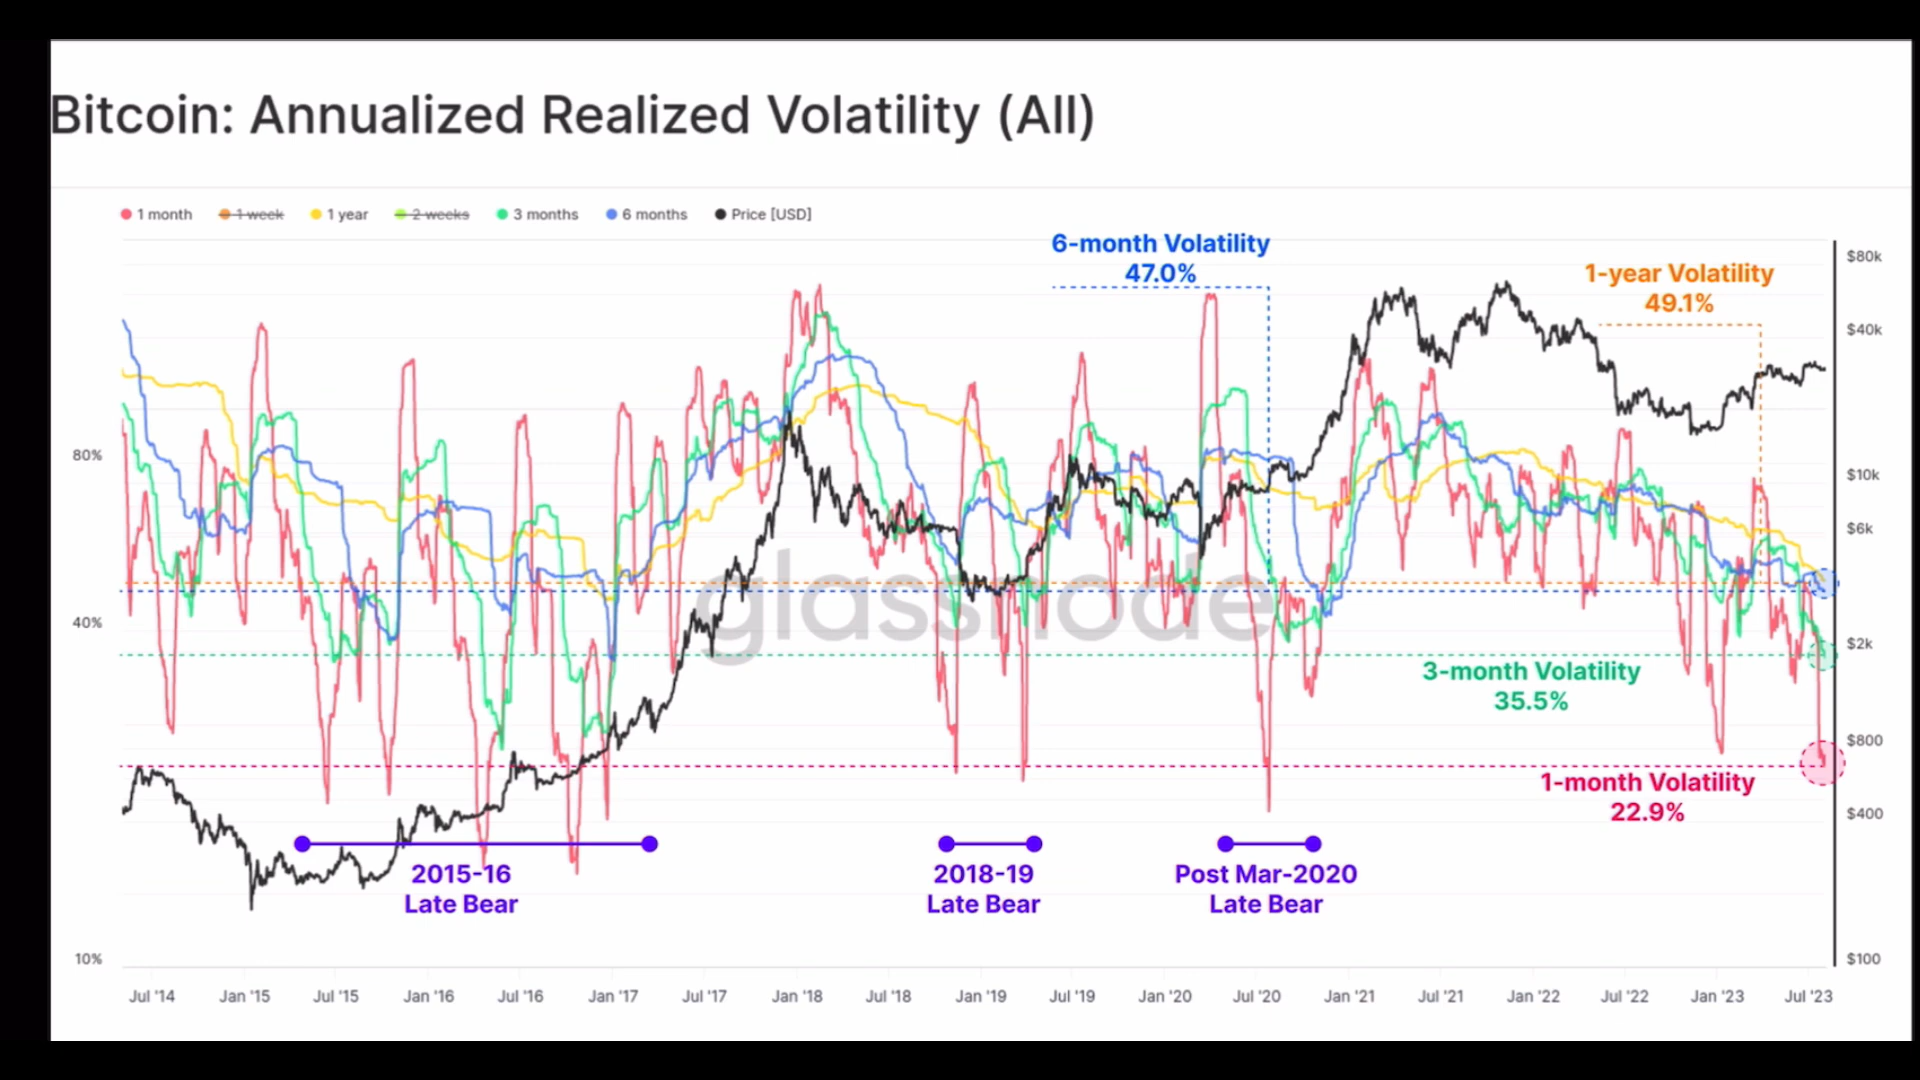 Bitcoin: Annualized Realized Volatility (All)
1 month 1 week 1 year 2 weeks 3 months 6 months Price [USD]
6-month Volatility
47.0%
1-year Volatility
49.1%
$80k
$40k
80%
$10k
$6k
glassnode
40%
$2k
3-month Volatility
35.5%
$800
1-month Volatility
22.9%
$400
2015-16
Late Bear
2018-19
Late Bear
Post Mar-2020
Late Bear
10%
$100
Jul '14 Jan '15 Jul '15 Jan '16 Jul '16 Jan '17 Jul '17 Jan '18 Jul '18 Jan '19 Jul '19 Jan '20 Jul '20 Jan '21 Jul '21 Jan '22 Jul '22 Jan '23 Jul '23